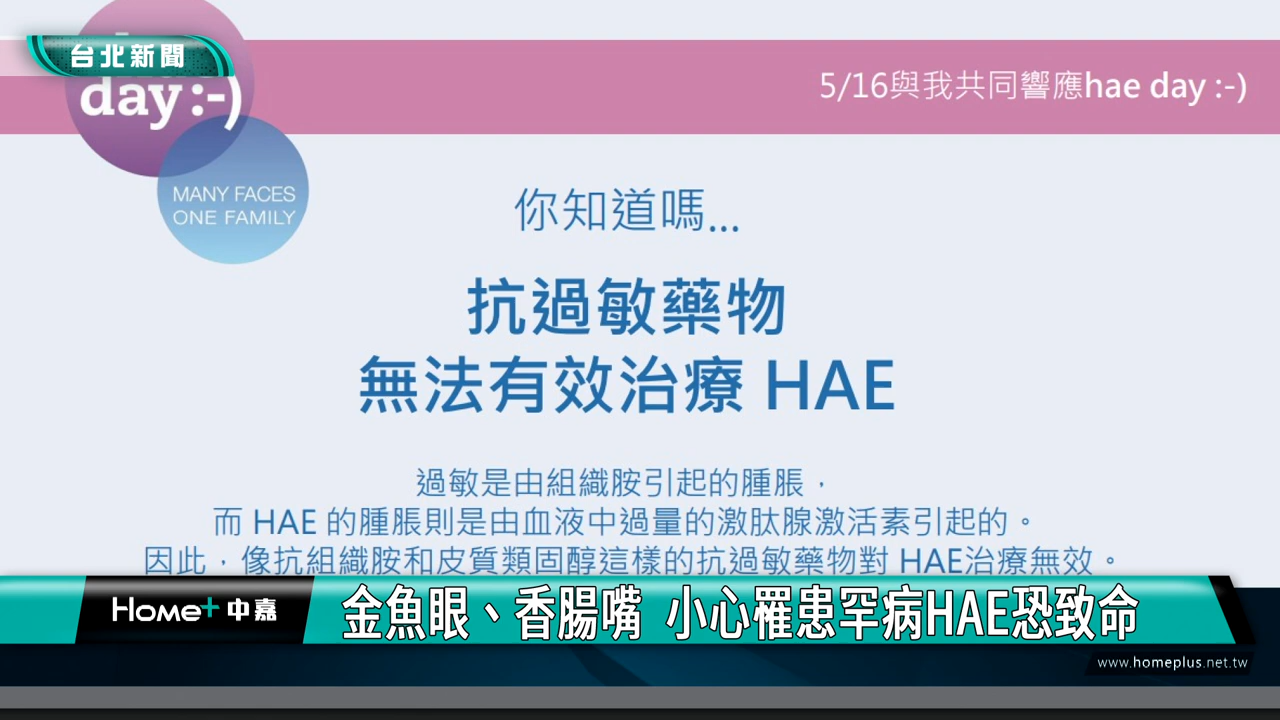 台北新聞
day :-)
5/16與我共同響應hae day :-)
MANY FACES
ONE FAMILY
你知道嗎...
抗過敏藥物
無法有效治療 HAE
過敏是由組織胺引起的腫脹，
而 HAE 的腫脹則是由血液中過量的激肽腺激活素引起的。
因此，像抗組織胺和皮質類固醇這樣的抗過敏藥物對 HAE治療無效。
Home+ 中嘉
金魚眼、香腸嘴 小心罹患罕病HAE恐致命
www.homeplus.net.tw